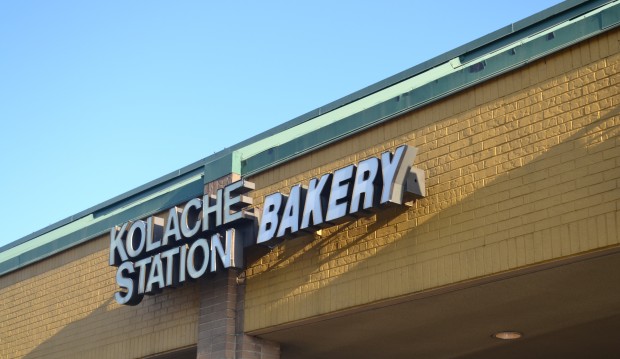 KOLACHE
STATION
BAKERY